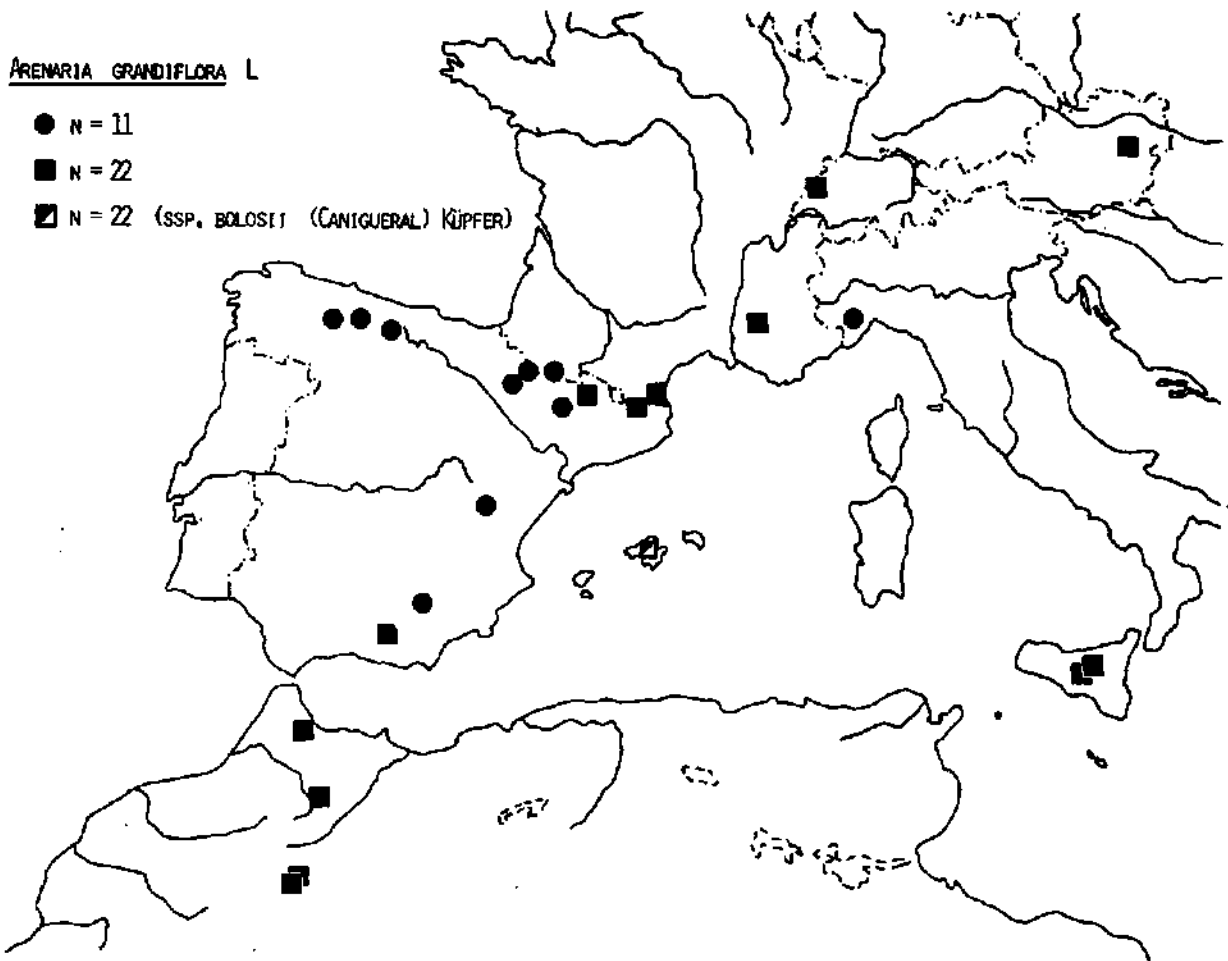 ARENARIA GRANDIFLORA L
N = 11
N = 22
N = 22 (SSP. BOLOSII (CANIGUERAL) KÜPFER)